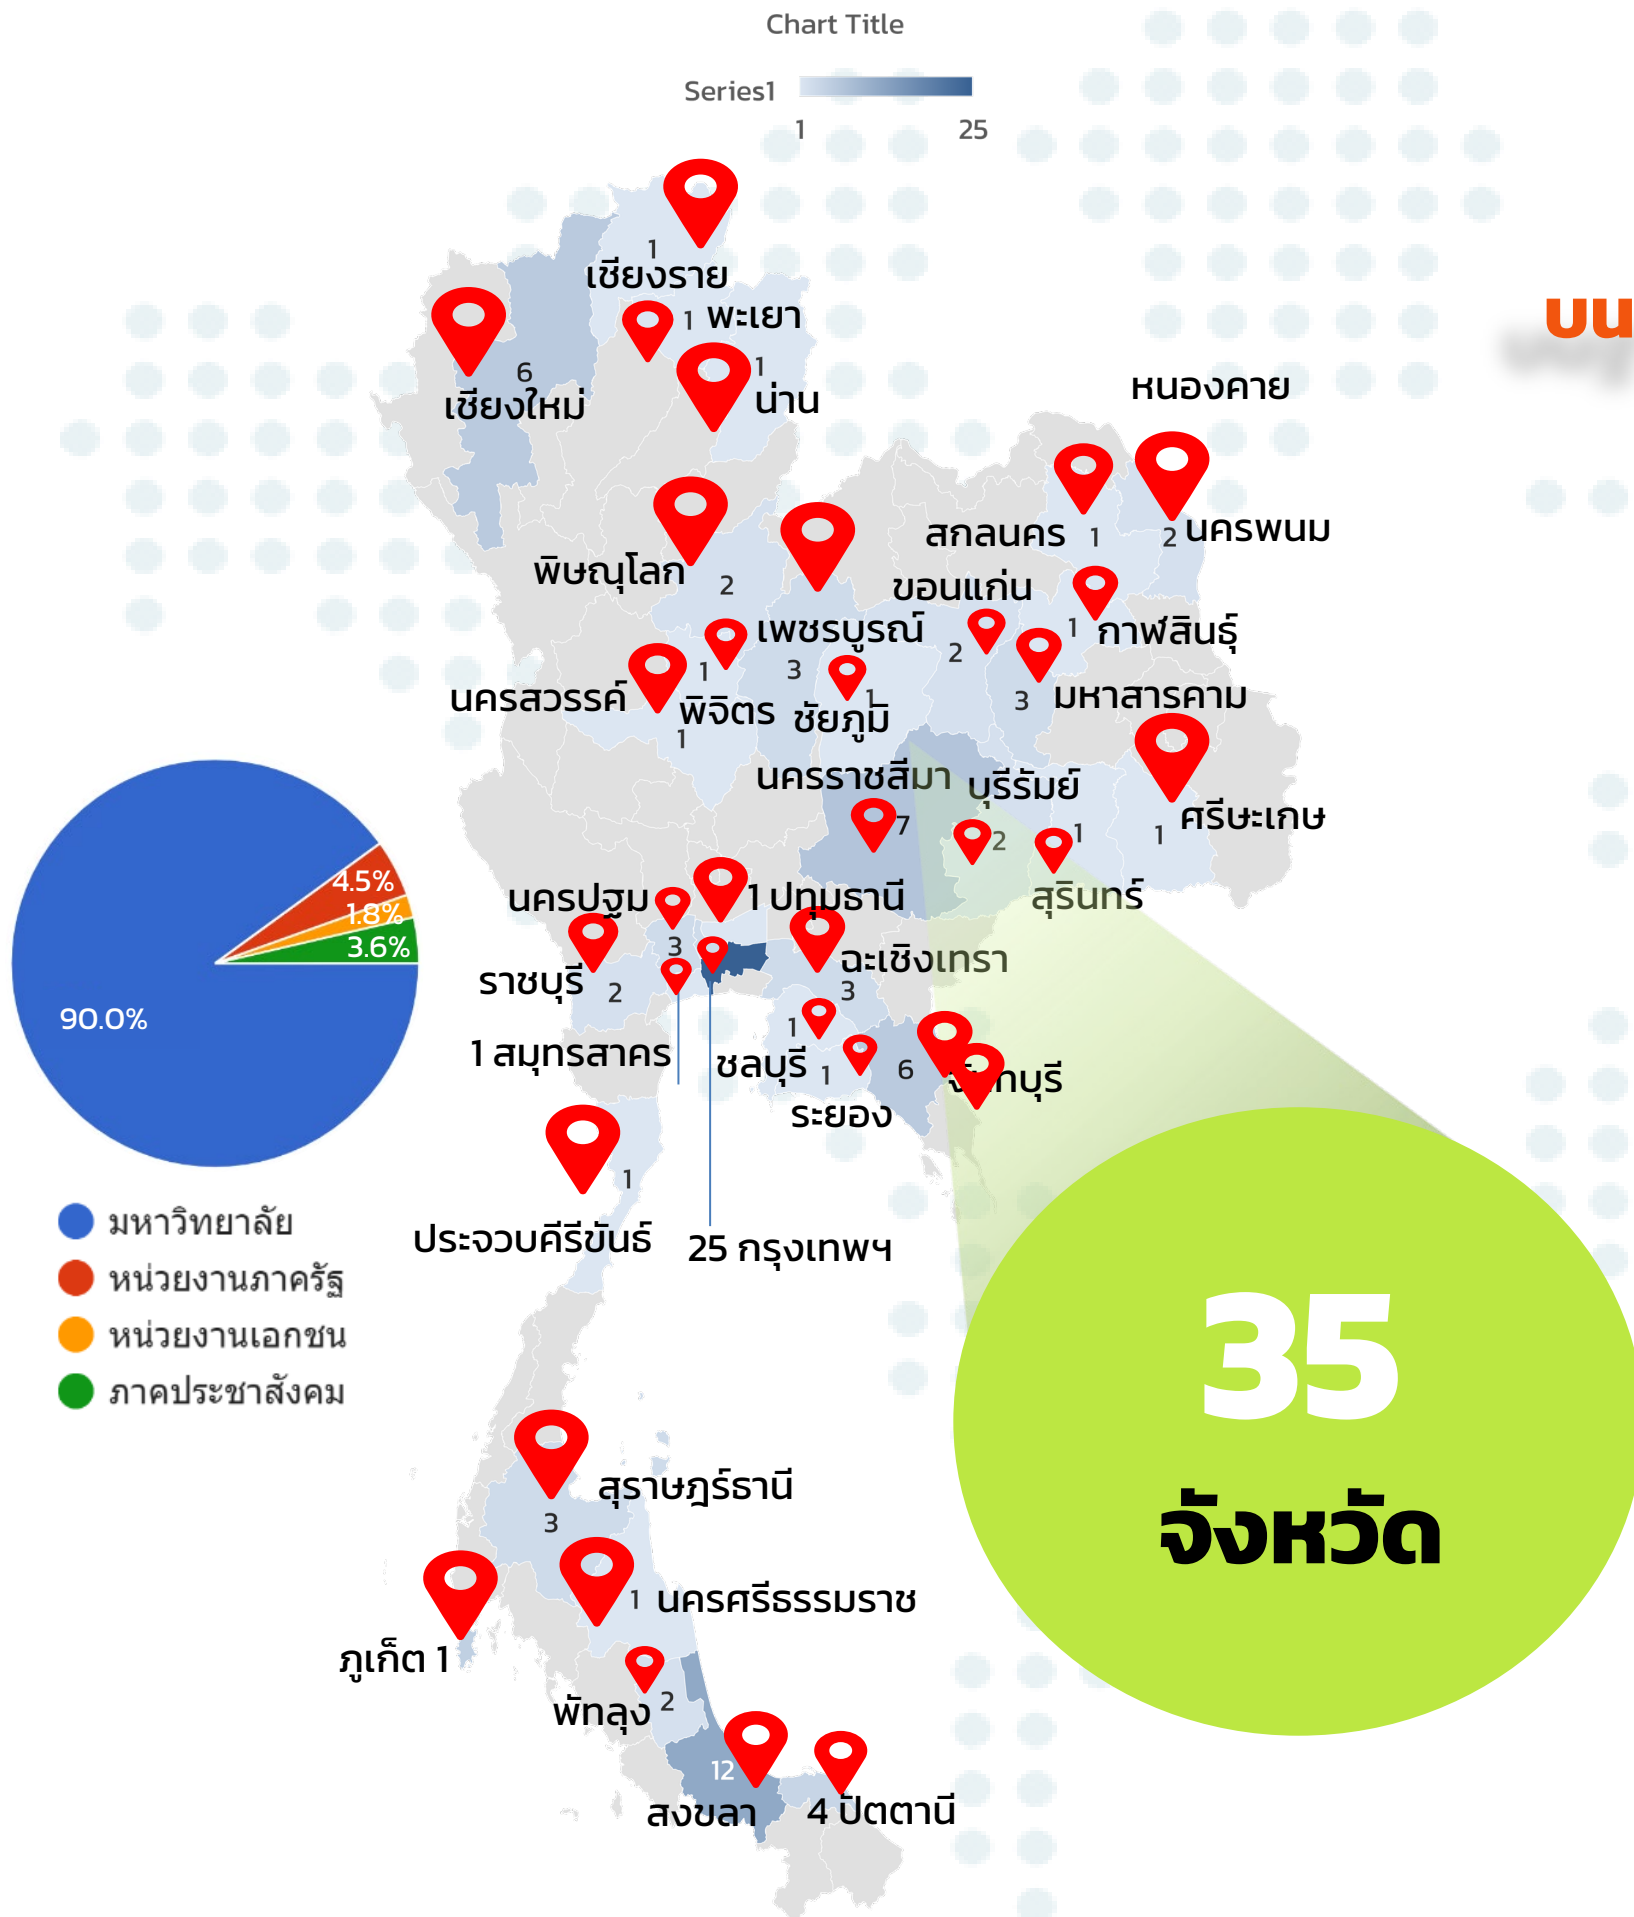 Chart Title
Series1
1 25
1
เชียงราย
1 พะเยา
บน
6
เชียงใหม่
1
น่าน
หนองคาย
สกลนคร 1
2 นครพนม
พิษณุโลก 2
ขอนแก่น
2
1 กาฬสินธุ์
เพชรบูรณ์
3
นครสวรรค์
1
1
พิจิตร
1
ชัยภูมิ
3 มหาสารคาม
นครราชสีมา
7
บุรีรัมย์
2
1
สุรินทร์
1 ศรีษะเกษ
4.5%
1.8%
3.6%
90.0%
นครปฐม
3
1 ปทุมธานี
ราชบุรี 2
ฉะเชิงเทรา
3
1 สมุทรสาคร
1
ชลบุรี
1
ระยอง
6
บุรี
1
ประจวบคีรีขันธ์
25 กรุงเทพฯ
มหาวิทยาลัย
หน่วยงานภาครัฐ
หน่วยงานเอกชน
ภาคประชาสังคม
35
จังหวัด
สุราษฎร์ธานี
3
1 นครศรีธรรมราช
ภูเก็ต 1
พัทลุง 2
12
สงขลา
4 ปัตตานี